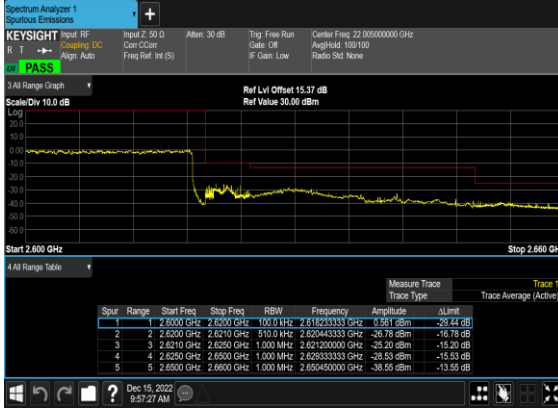 Spectrum Analyzer 1
Spurious Emissions
+
KEYSIGHT Input: RF Input Z: 50 Ω Atten: 30 dB Trig: Free Run Center Freq: 22.005000000 GHz
R T Coupling: DC Corr CCorr Gate: Off Avg|Hold: 100/100
Align: Auto Freq Ref: Int (S) IF Gain: Low Radio Std: None
LXI PASS
3 All Range Graph
Ref Lvl Offset 15.37 dB
Scale/Div 10.0 dB Ref Value 30.00 dBm
Log
20.0
10.0
0.00
-10.0
-20.0
-30.0
-40.0
-50.0
-60.0
Start 2.600 GHz Stop 2.660 GH
4 All Range Table
Measure Trace Trace 1
Trace Type Trace Average (Active)
Spur Range Start Freq Stop Freq RBW Frequency Amplitude ΔLimit
1 1 2.6000 GHz 2.6200 GHz 100.0 kHz 2.618233333 GHz 0.561 dBm -29.44 dB
2 2 2.6200 GHz 2.6210 GHz 510.0 kHz 2.620443333 GHz -26.78 dBm -16.78 dB
3 3 2.6210 GHz 2.6250 GHz 1.000 MHz 2.621200000 GHz -25.20 dBm -15.20 dB
4 4 2.6250 GHz 2.6500 GHz 1.000 MHz 2.629333333 GHz -28.53 dBm -15.53 dB
5 5 2.6500 GHz 2.6600 GHz 1.000 MHz 2.650450000 GHz -38.55 dBm -13.55 dB
? Dec 15, 2022
9:57:27 AM